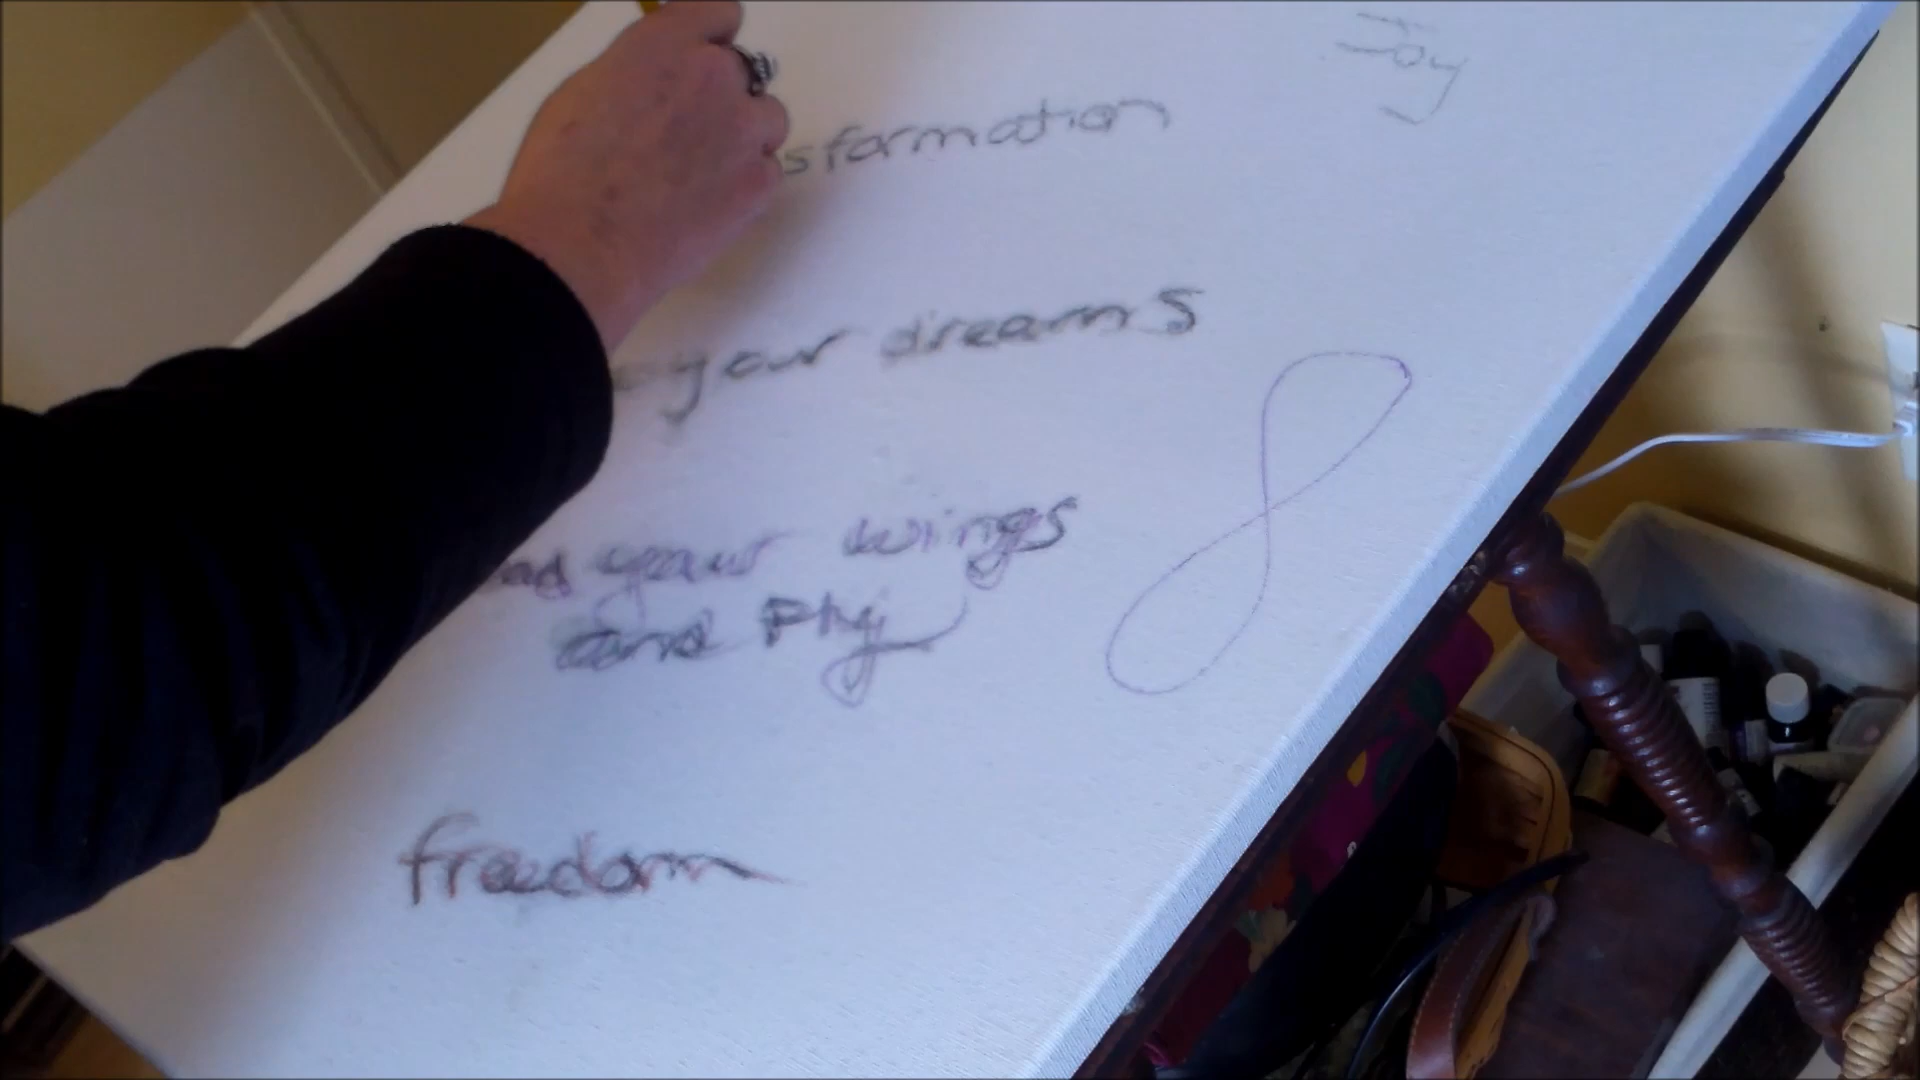 Joy
sformation
your dreams
your wings
and Fly
freedom